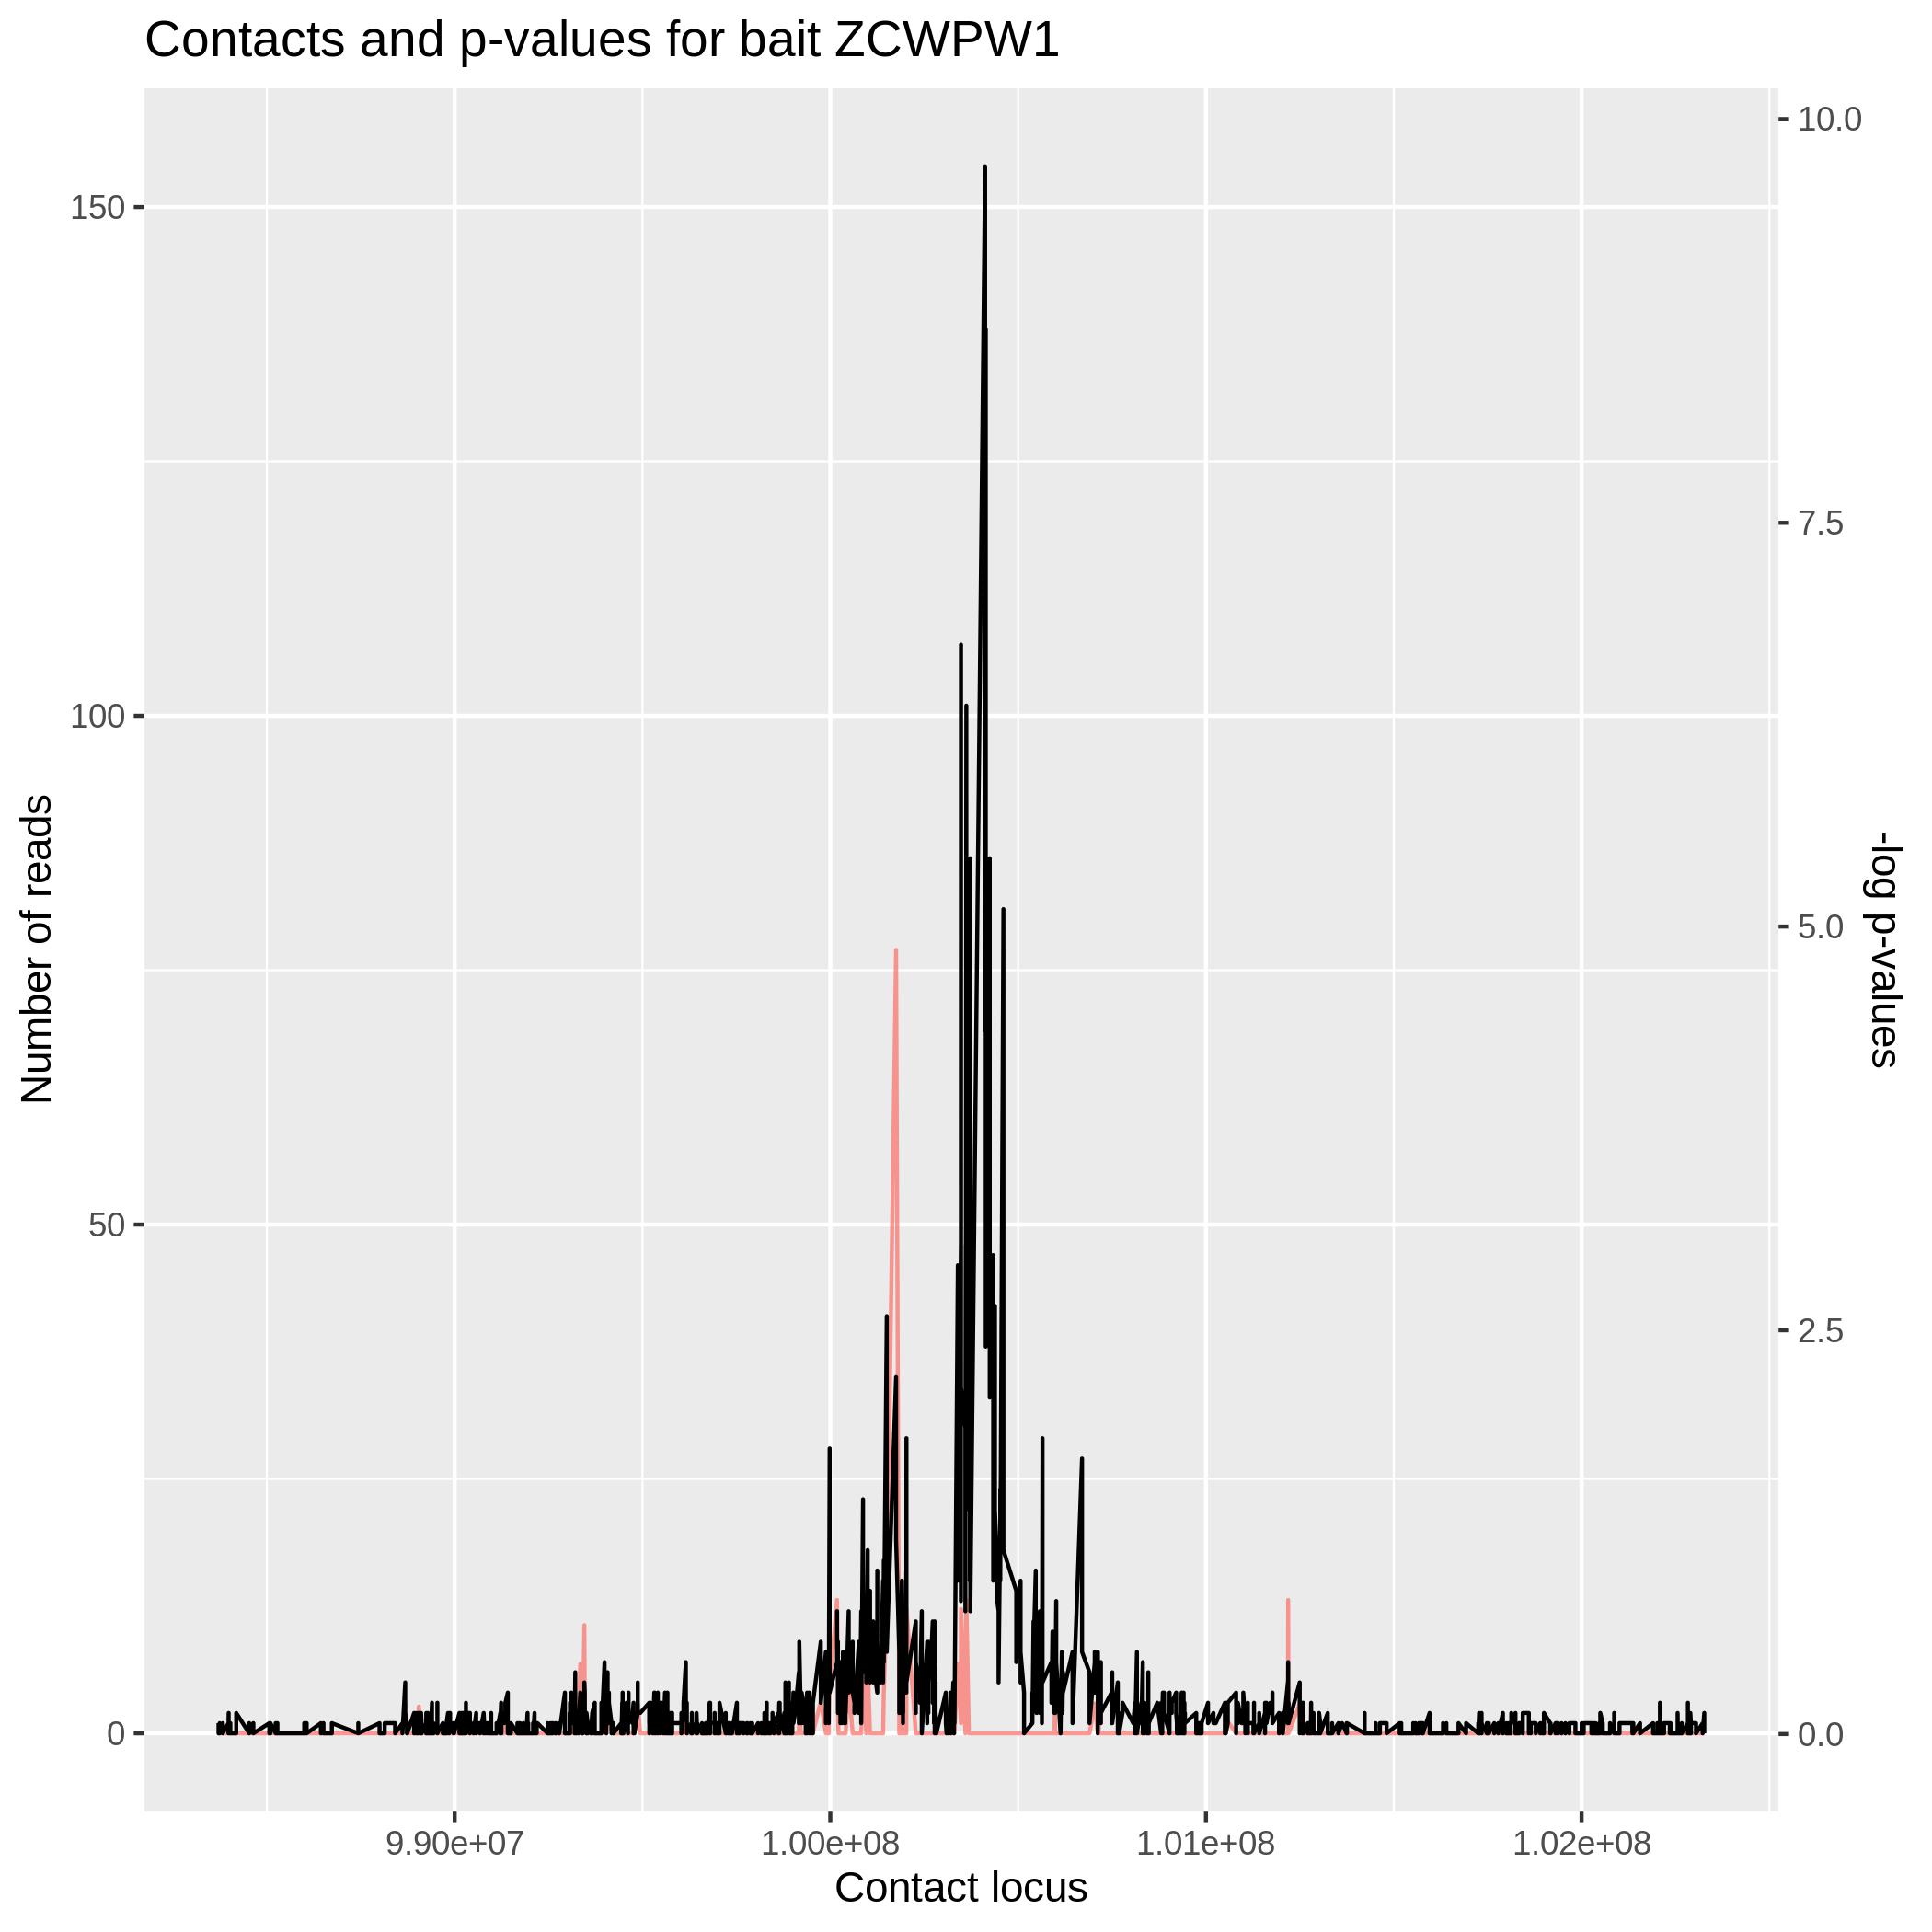 Contacts and p-values for bait ZCWPW1
Number of reads
150
100
50
0
10.0
7.5
5.0
2.5
0.0
-log p-values
9.90e+07
1.00e+08
1.01e+08
1.02e+08
Contact locus